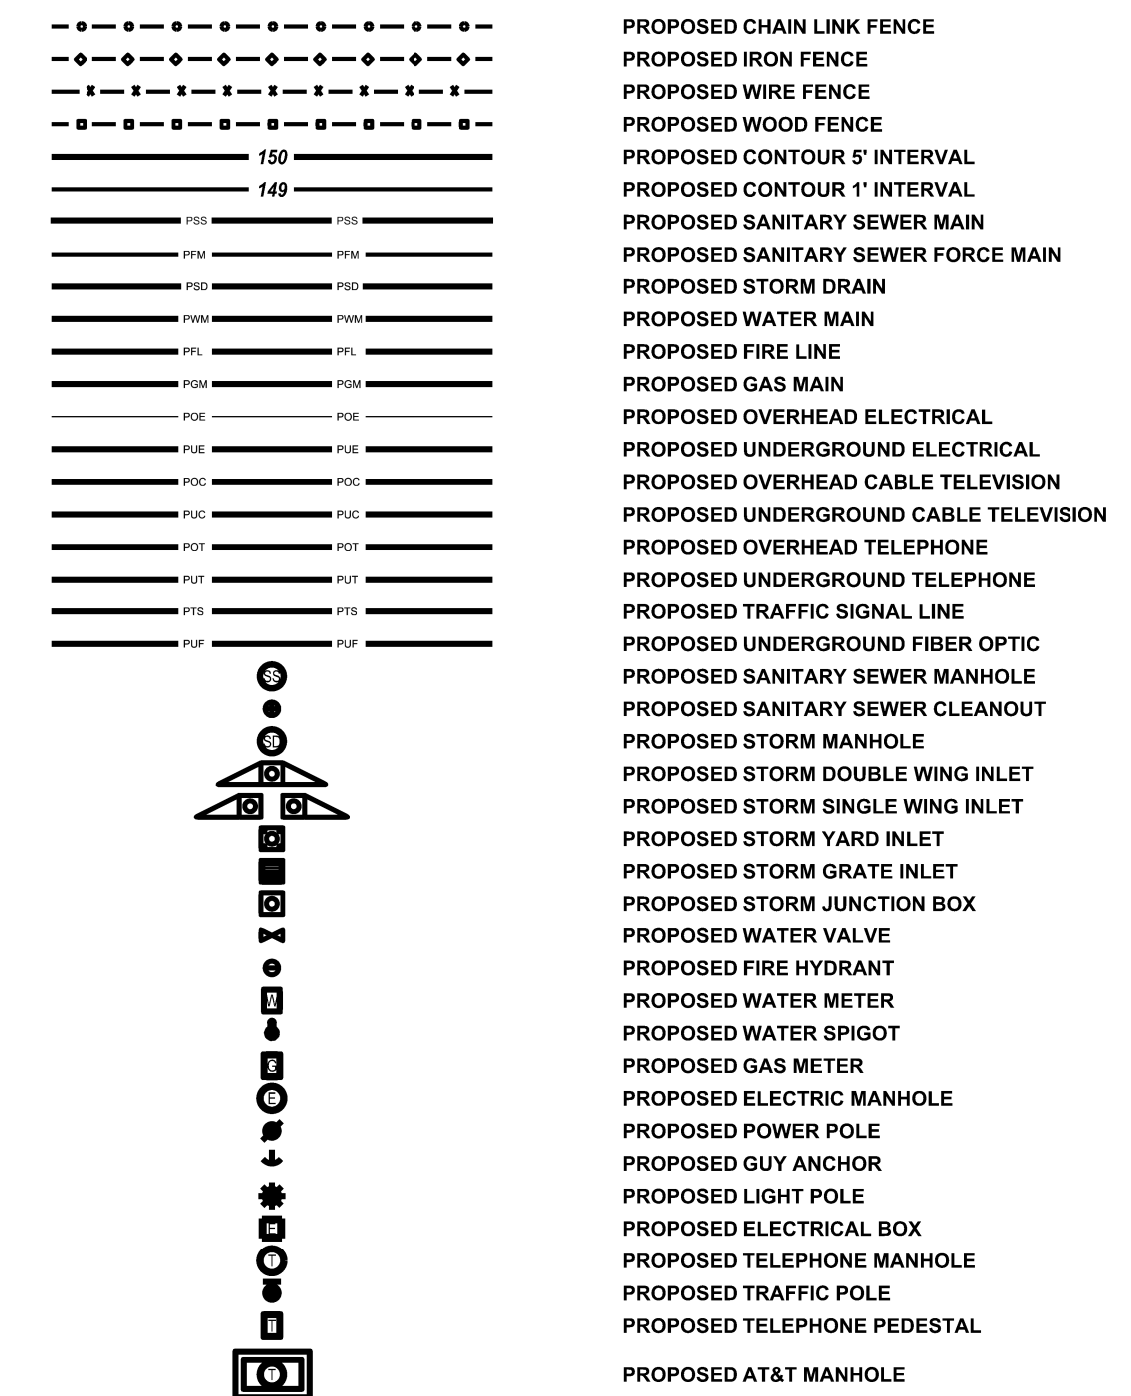 PROPOSED CHAIN LINK FENCE
PROPOSED IRON FENCE
PROPOSED WIRE FENCE
PROPOSED WOOD FENCE
150 PROPOSED CONTOUR 5' INTERVAL
149 PROPOSED CONTOUR 1' INTERVAL
PSS PSS PROPOSED SANITARY SEWER MAIN
PFM PFM PROPOSED SANITARY SEWER FORCE MAIN
PSD PSD PROPOSED STORM DRAIN
PWM PWM PROPOSED WATER MAIN
PFL PFL PROPOSED FIRE LINE
PGM PGM PROPOSED GAS MAIN
POE POE PROPOSED OVERHEAD ELECTRICAL
PUE PUE PROPOSED UNDERGROUND ELECTRICAL
POC POC PROPOSED OVERHEAD CABLE TELEVISION
PUC PUC PROPOSED UNDERGROUND CABLE TELEVISION
POT POT PROPOSED OVERHEAD TELEPHONE
PUT PUT PROPOSED UNDERGROUND TELEPHONE
PTS PTS PROPOSED TRAFFIC SIGNAL LINE
PUF PUF PROPOSED UNDERGROUND FIBER OPTIC
SS PROPOSED SANITARY SEWER MANHOLE
PROPOSED SANITARY SEWER CLEANOUT
SD PROPOSED STORM MANHOLE
PROPOSED STORM DOUBLE WING INLET
PROPOSED STORM SINGLE WING INLET
PROPOSED STORM YARD INLET
PROPOSED STORM GRATE INLET
PROPOSED STORM JUNCTION BOX
PROPOSED WATER VALVE
PROPOSED FIRE HYDRANT
W PROPOSED WATER METER
PROPOSED WATER SPIGOT
G PROPOSED GAS METER
E PROPOSED ELECTRIC MANHOLE
PROPOSED POWER POLE
PROPOSED GUY ANCHOR
PROPOSED LIGHT POLE
E PROPOSED ELECTRICAL BOX
T PROPOSED TELEPHONE MANHOLE
PROPOSED TRAFFIC POLE
T PROPOSED TELEPHONE PEDESTAL
T PROPOSED AT&T MANHOLE